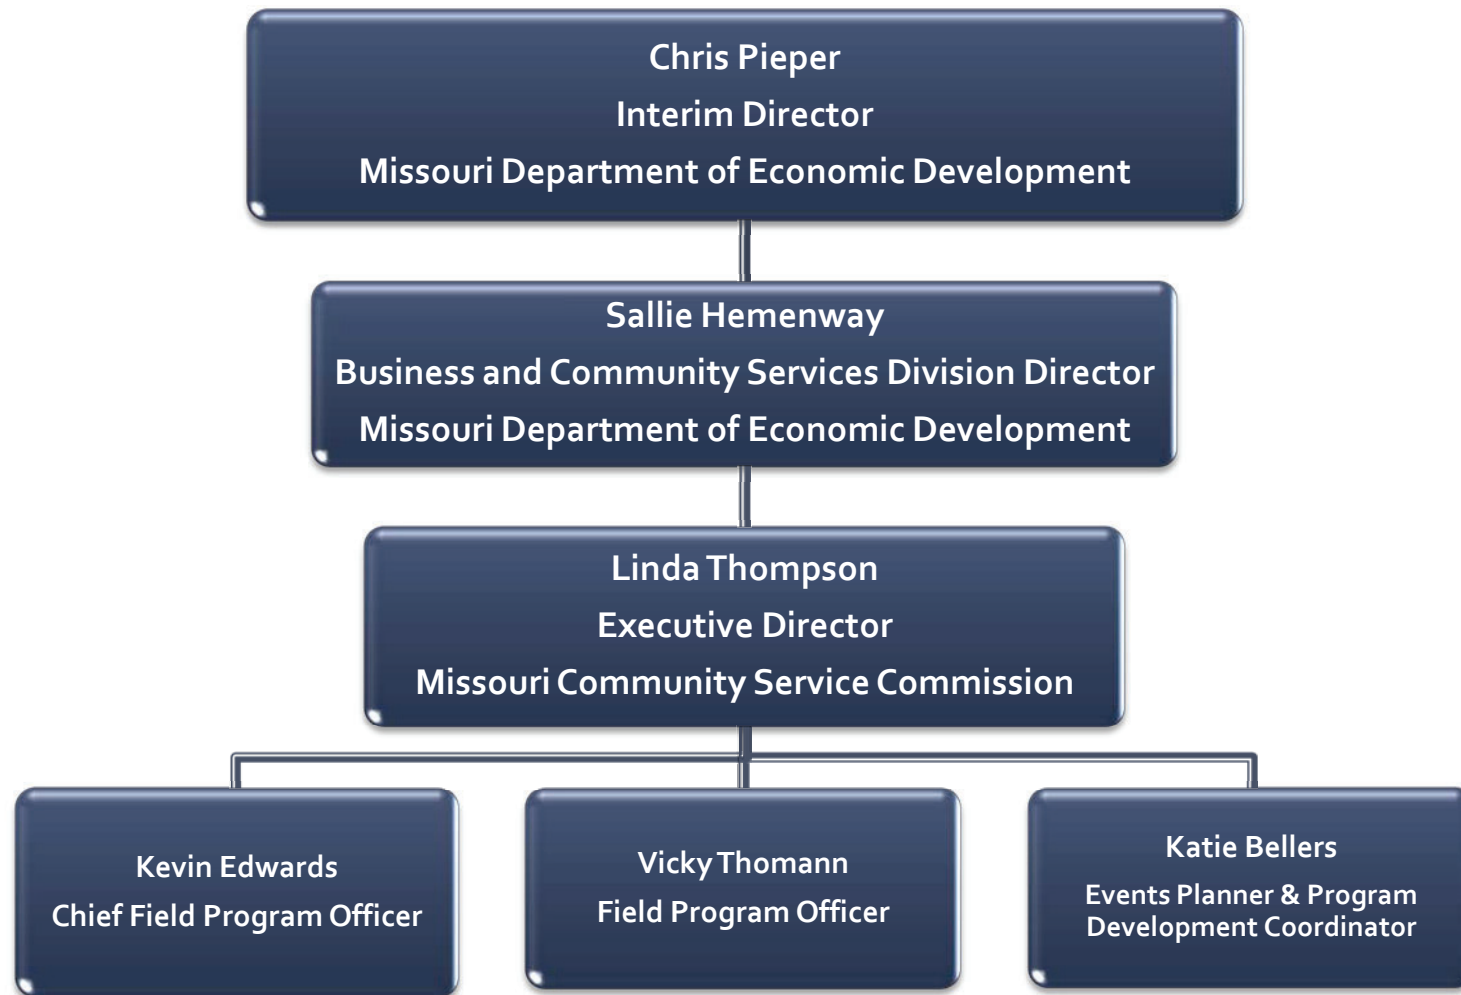 Chris Pieper
Interim Director
Missouri Department of Economic Development
Sallie Hemenway
Business and Community Services Division Director
Missouri Department of Economic Development
Linda Thompson
Executive Director
Missouri Community Service Commission
Kevin Edwards
Chief Field Program Officer
Vicky Thomann
Field Program Officer
Katie Bellers
Events Planner & Program
Development Coordinator